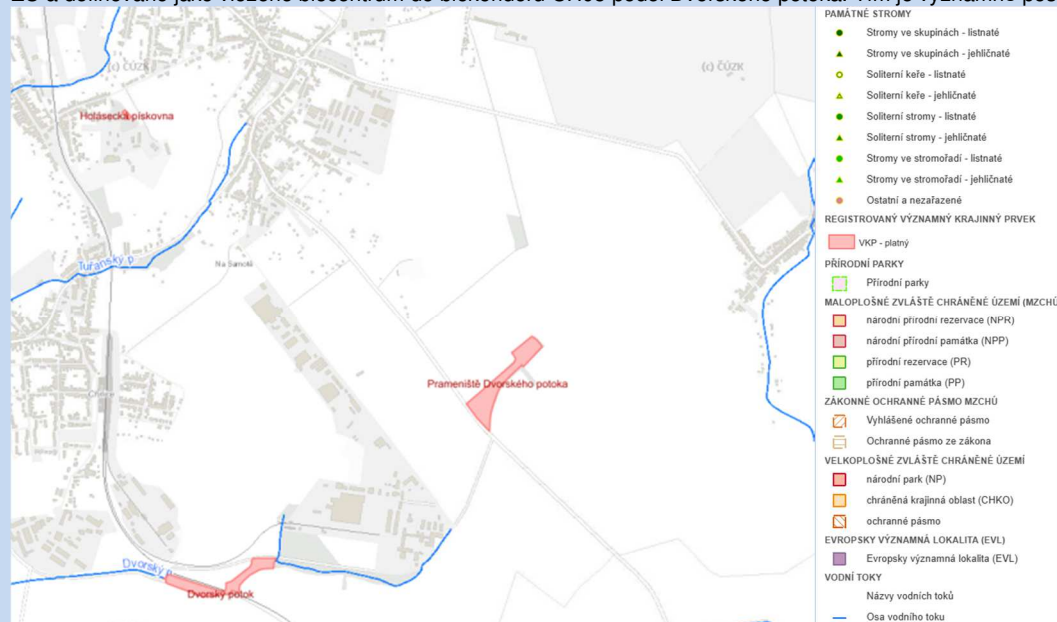 (c) ČÚZK
(c) ČÚZK
Holásecká pískovna
Tuřanský p.
Na Samotě
Prameniště Dvorského potoka
Dvorský p.
Dvorský potok
PAMÁTNÉ STROMY
Stromy ve skupinách - listnaté
Stromy ve skupinách - jehličnaté
Soliterní keře - listnaté
Soliterní keře - jehličnaté
Soliterní stromy - listnaté
Soliterní stromy - jehličnaté
Stromy ve stromořadí - listnaté
Stromy ve stromořadí - jehličnaté
Ostatní a nezařazené
REGISTROVANÝ VÝZNAMNÝ KRAJINNÝ PRVEK
VKP - platný
PŘÍRODNÍ PARKY
Přírodní parky
MALOPLOŠNÉ ZVLÁŠTĚ CHRÁNĚNÉ ÚZEMÍ (MZCHÚ
národní přírodní rezervace (NPR)
národní přírodní památka (NPP)
přírodní rezervace (PR)
přírodní památka (PP)
ZÁKONNÉ OCHRANNÉ PÁSMO MZCHÚ
Vyhlášené ochranné pásmo
Ochranné pásmo ze zákona
VELKOPLOŠNÉ ZVLÁŠTĚ CHRÁNĚNÉ ÚZEMÍ
národní park (NP)
chráněná krajinná oblast (CHKO)
ochranné pásmo
EVROPSKY VÝZNAMNÁ LOKALITA (EVL)
Evropsky významná lokalita (EVL)
VODNÍ TOKY
Názvy vodních toků
Osa vodního toku